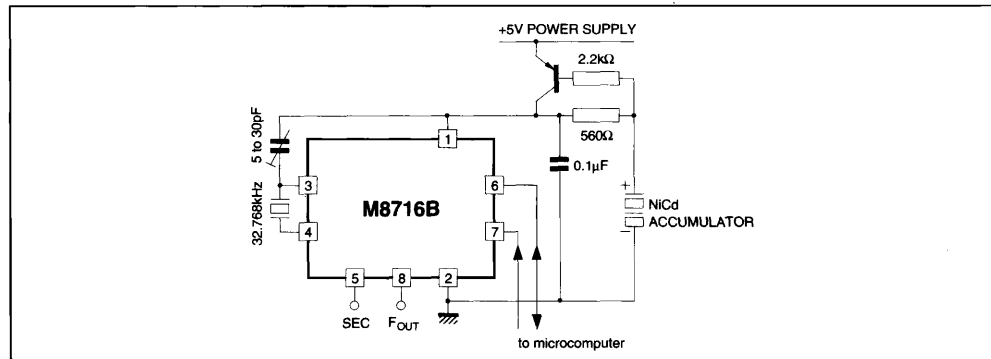 +5V POWER SUPPLY
2.2kΩ
5 to 30pF
560Ω
1
0.1µF
3
6
+
32.768kHz
M8716B
NiCd
ACCUMULATOR
4
7
−
5
8
2
SEC
FOUT
to microcomputer